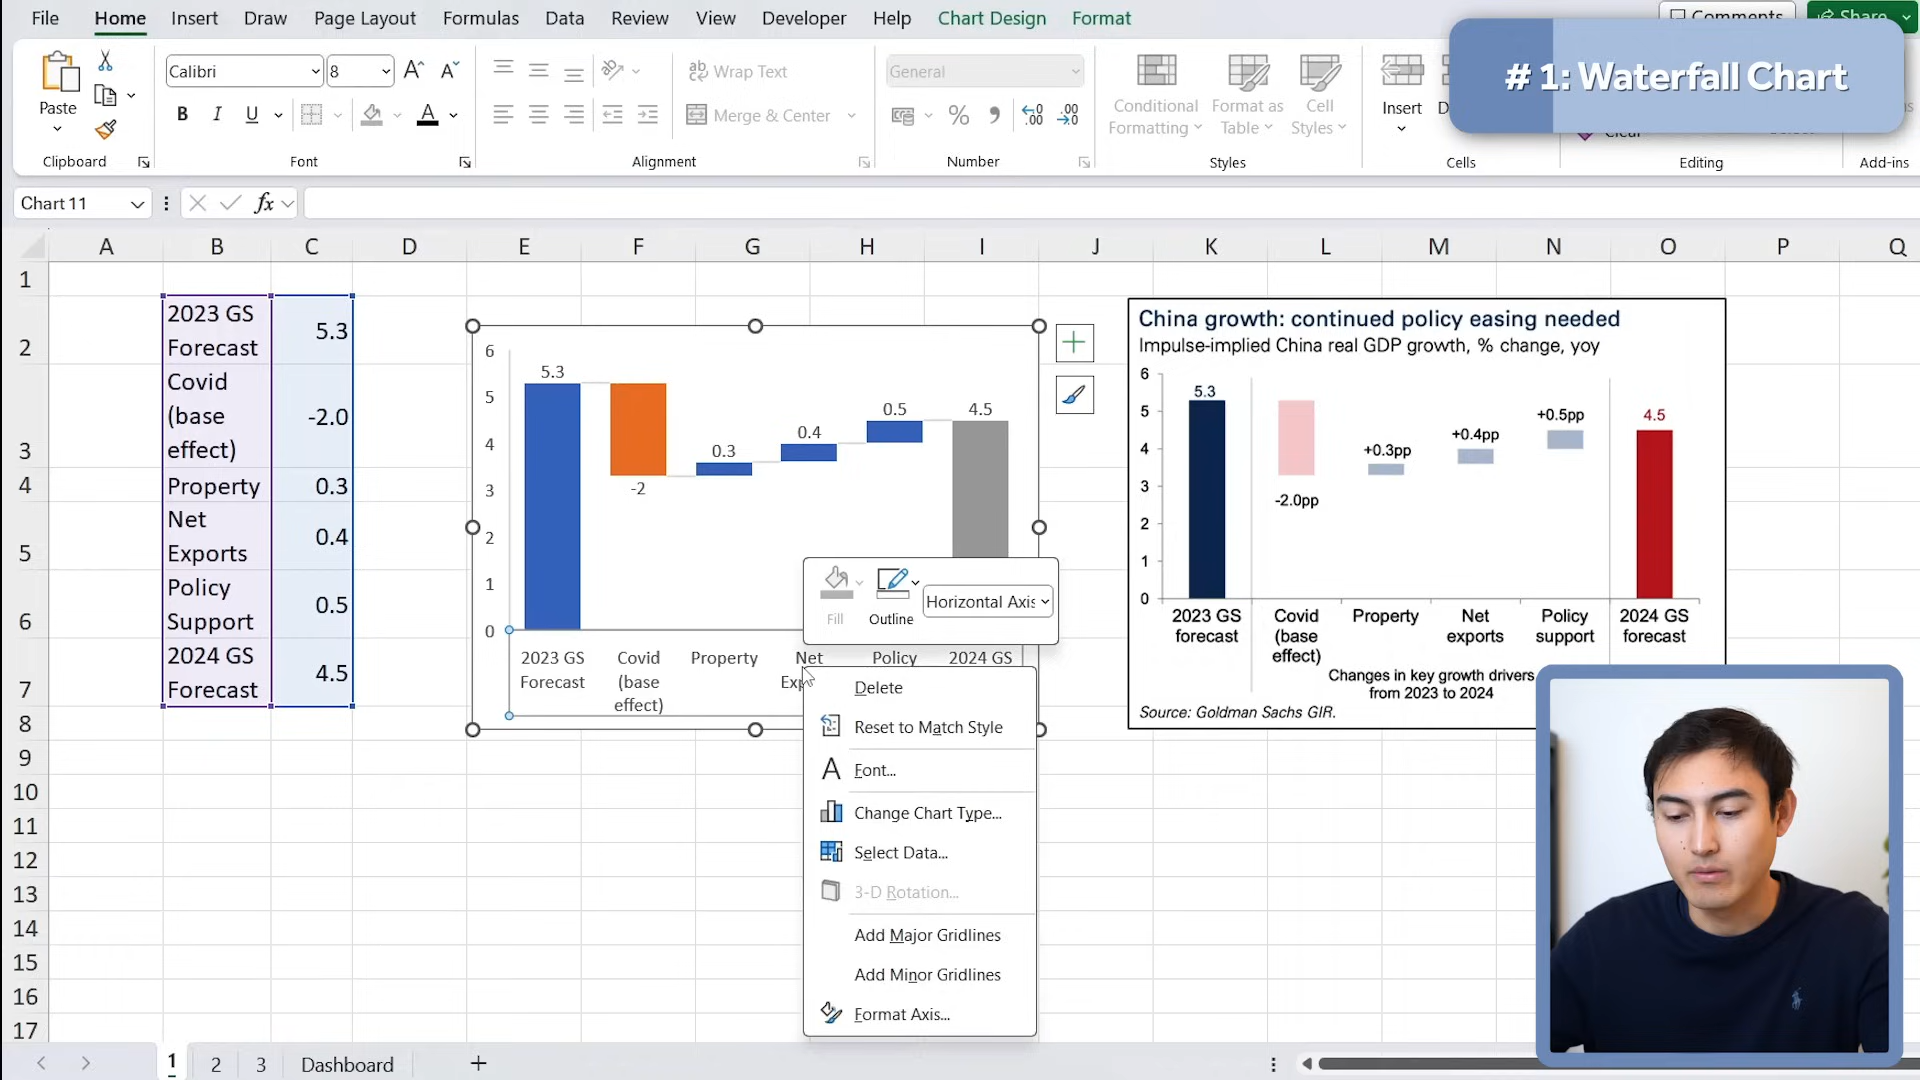 File Home Insert Draw Page Layout Formulas Data Review View Developer Help Chart Design Format
Comments
Share
# 1: Waterfall Chart
Paste
Calibri
8
B I U
Wrap Text
Merge & Center
General
Conditional
Formatting
Format as
Table
Cell
Styles
Insert
Clear
Clipboard
Font
Alignment
Number
Styles
Cells
Editing
Add-ins
Chart 11
fx
A B C D E F G H I J K L M N O P Q
1
2
3
4
5
6
7
8
9
10
11
12
13
14
15
16
17
2023 GS
Forecast
5.3
Covid
(base
effect)
-2.0
Property
0.3
Net
Exports
0.4
Policy
Support
0.5
2024 GS
Forecast
4.5
6
5
4
3
2
1
0
5.3
-2
0.3
0.4
0.5
4.5
2023 GS
Forecast
Covid
(base
effect)
Property
Net
Policy
2024 GS
Fill
Outline
Horizontal Axis
Delete
Reset to Match Style
Font...
Change Chart Type...
Select Data...
3-D Rotation...
Add Major Gridlines
Add Minor Gridlines
Format Axis...
China growth: continued policy easing needed
Impulse-implied China real GDP growth, % change, yoy
6
5
4
3
2
1
0
5.3
-2.0pp
+0.3pp
+0.4pp
+0.5pp
4.5
2023 GS
forecast
Covid
(base
effect)
Property
Net
exports
Policy
support
2024 GS
forecast
Changes in key growth drivers
from 2023 to 2024
Source: Goldman Sachs GIR.
1 2 3 Dashboard